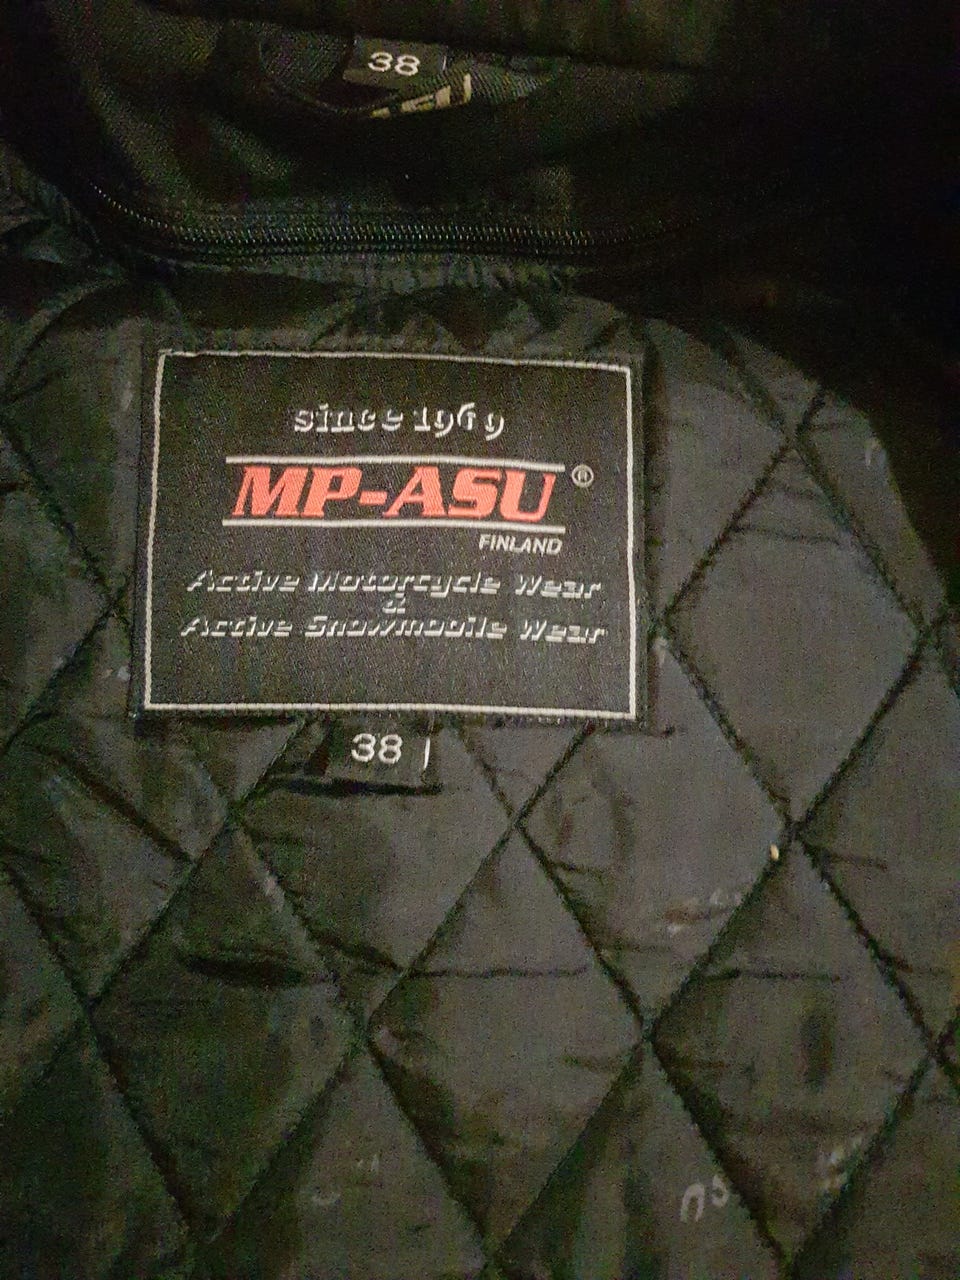 38
since 1969
MP-ASU®
FINLAND
Active Motorcycle Wear
&
Active Snowmobile Wear
38